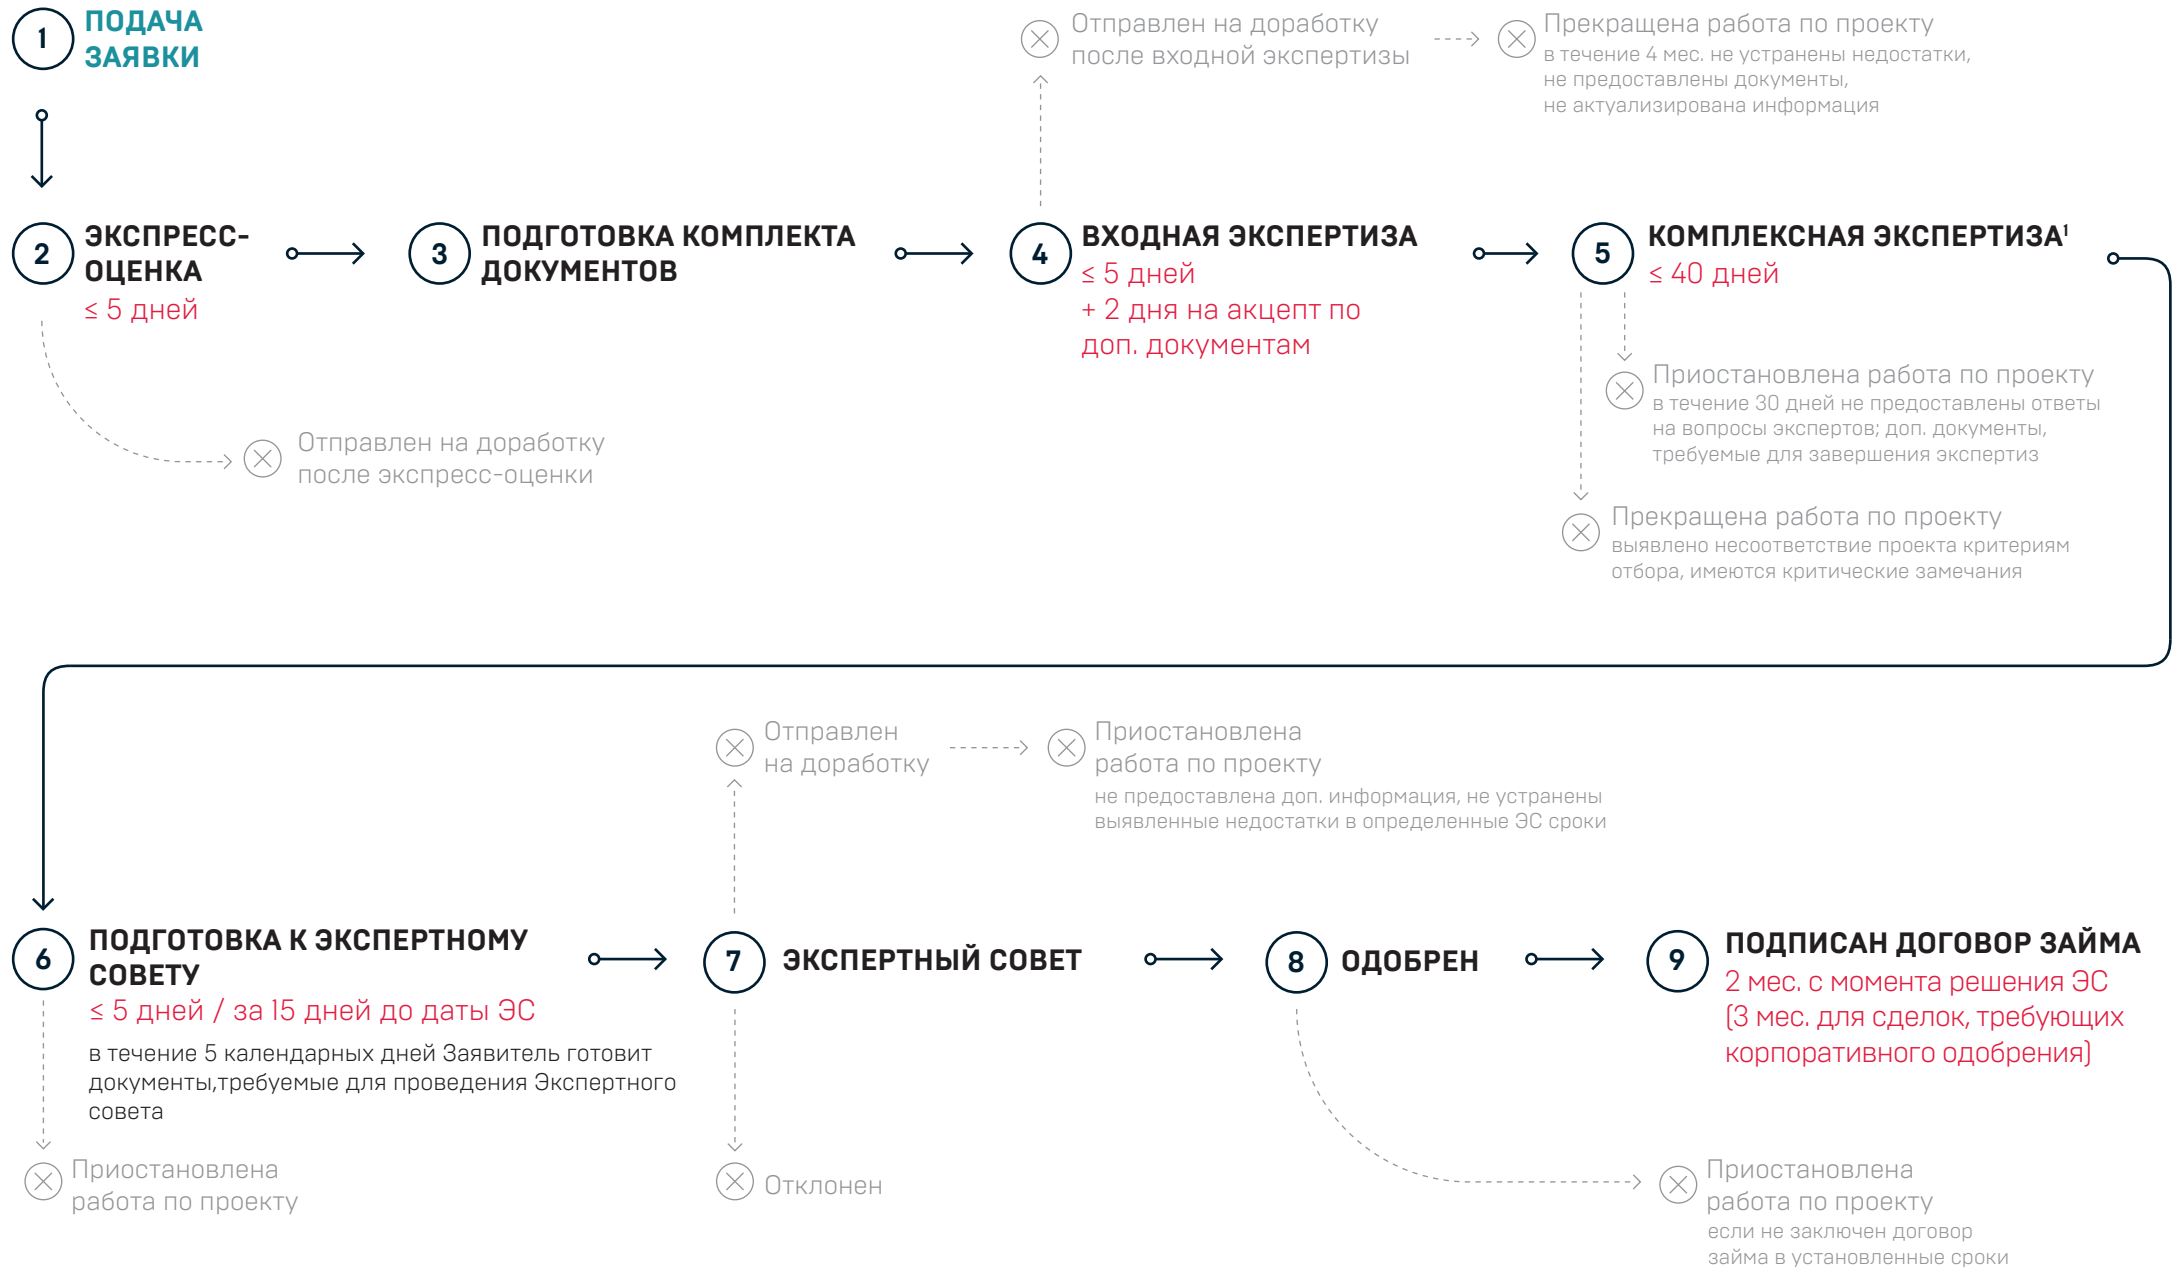 1
ПОДАЧА
ЗАЯВКИ
Отправлен на доработку
после входной экспертизы
Прекращена работа по проекту
в течение 4 мес. не устранены недостатки,
не предоставлены документы,
не актуализирована информация
2
ЭКСПРЕСС-
ОЦЕНКА
≤ 5 дней
3
ПОДГОТОВКА КОМПЛЕКТА
ДОКУМЕНТОВ
4
ВХОДНАЯ ЭКСПЕРТИЗА
≤ 5 дней
+ 2 дня на акцепт по
доп. документам
5
КОМПЛЕКСНАЯ ЭКСПЕРТИЗА¹
≤ 40 дней
Отправлен на доработку
после экспресс-оценки
Приостановлена работа по проекту
в течение 30 дней не предоставлены ответы
на вопросы экспертов; доп. документы,
требуемые для завершения экспертиз
Прекращена работа по проекту
выявлено несоответствие проекта критериям
отбора, имеются критические замечания
Отправлен
на доработку
Приостановлена
работа по проекту
не предоставлена доп. информация, не устранены
выявленные недостатки в определенные ЭС сроки
6
ПОДГОТОВКА К ЭКСПЕРТНОМУ
СОВЕТУ
≤ 5 дней / за 15 дней до даты ЭС
в течение 5 календарных дней Заявитель готовит
документы,требуемые для проведения Экспертного
совета
7
ЭКСПЕРТНЫЙ СОВЕТ
8
ОДОБРЕН
9
ПОДПИСАН ДОГОВОР ЗАЙМА
2 мес. с момента решения ЭС
(3 мес. для сделок, требующих
корпоративного одобрения)
Приостановлена
работа по проекту
Отклонен
Приостановлена
работа по проекту
если не заключен договор
займа в установленные сроки